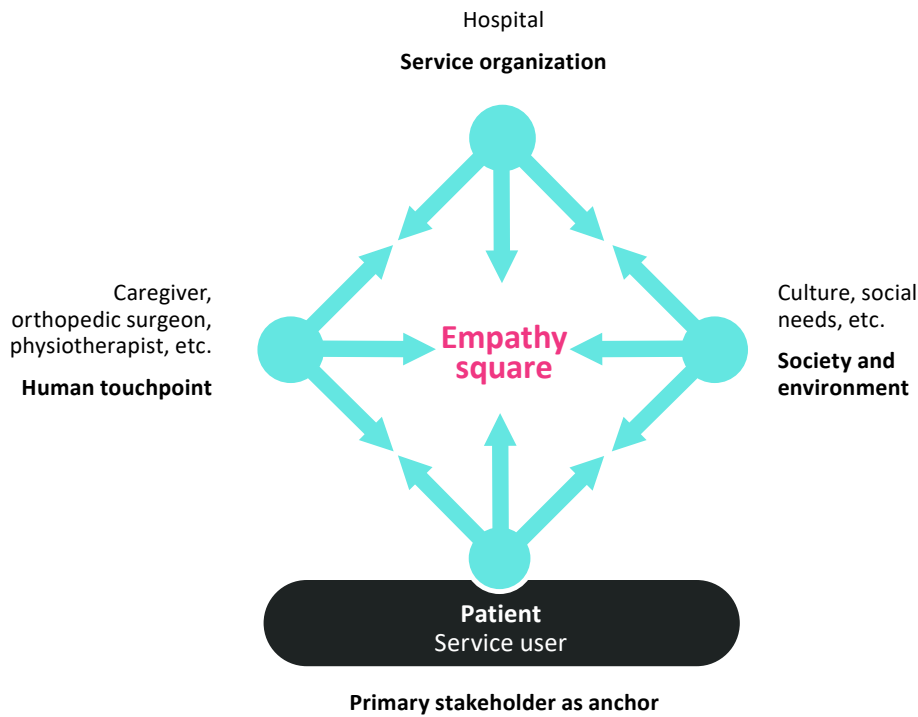 Hospital
Service organization
Caregiver,
orthopedic surgeon,
physiotherapist, etc.
Human touchpoint
Empathy
square
Culture, social
needs, etc.
Society and
environment
Patient
Service user
Primary stakeholder as anchor